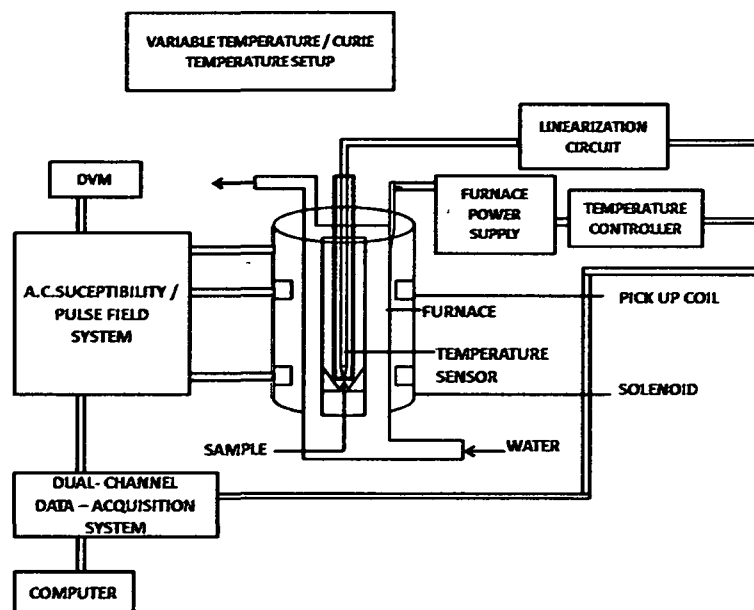 VARIABLE TEMPERATURE / CURIE
TEMPERATURE SETUP
LINEARIZATION
CIRCUIT
DVM
FURNACE
POWER
SUPPLY
TEMPERATURE
CONTROLLER
A.C.SUCEPTIBILITY /
PULSE FIELD
SYSTEM
PICK UP COIL
FURNACE
TEMPERATURE
SENSOR
SOLENOID
SAMPLE
WATER
DUAL- CHANNEL
DATA – ACQUISITION
SYSTEM
COMPUTER